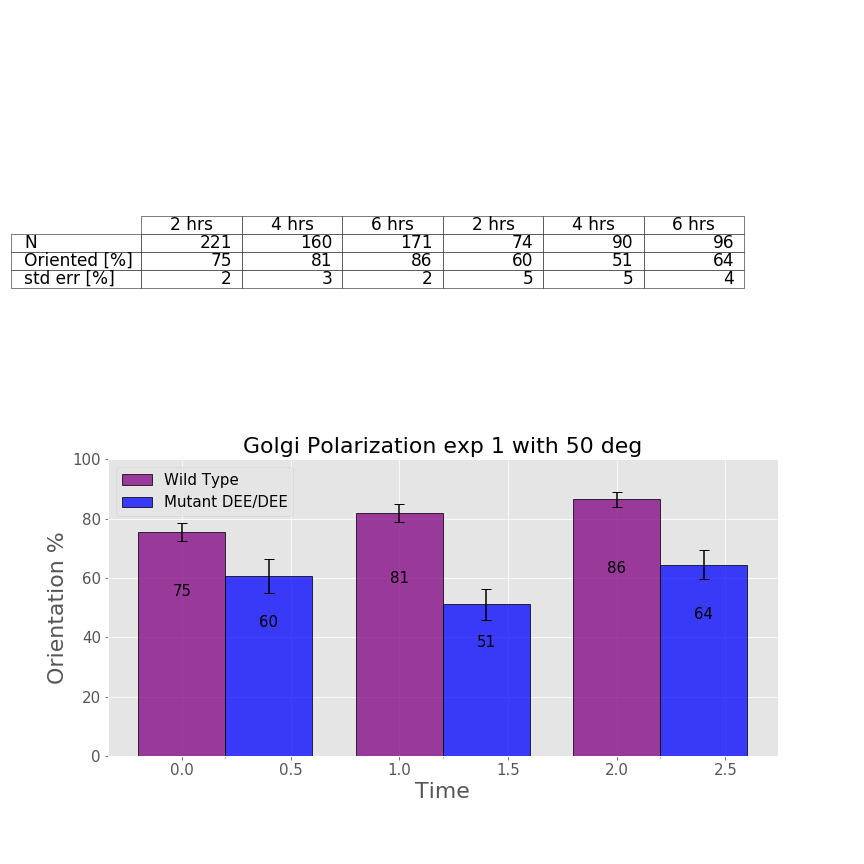 2 hrs 4 hrs 6 hrs 2 hrs 4 hrs 6 hrs
N 221 160 171 74 90 96
Oriented [%] 75 81 86 60 51 64
std err [%] 2 3 2 5 5 4
Golgi Polarization exp 1 with 50 deg
Wild Type
Mutant DEE/DEE
Orientation %
100
80
60
40
20
0
75
60
81
51
86
64
0.0 0.5 1.0 1.5 2.0 2.5
Time